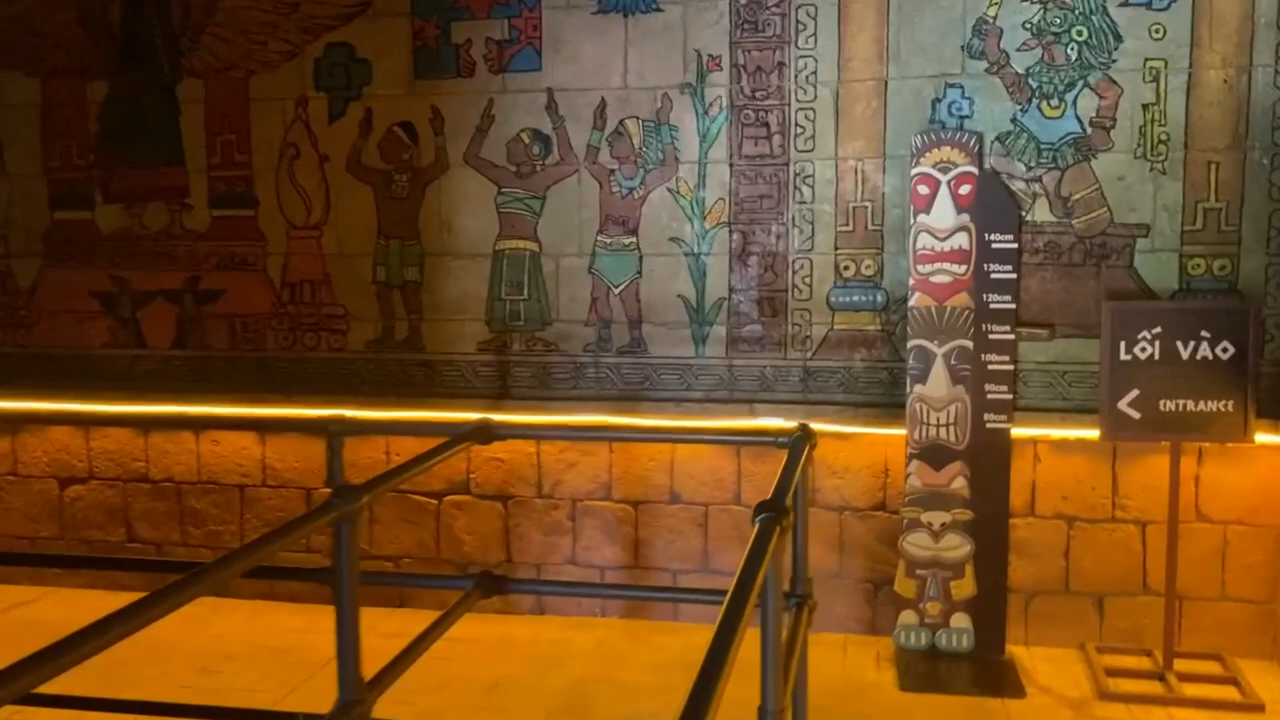 140cm
130cm
120cm
110cm
100cm
90cm
80cm
LỐI VÀO
< ENTRANCE